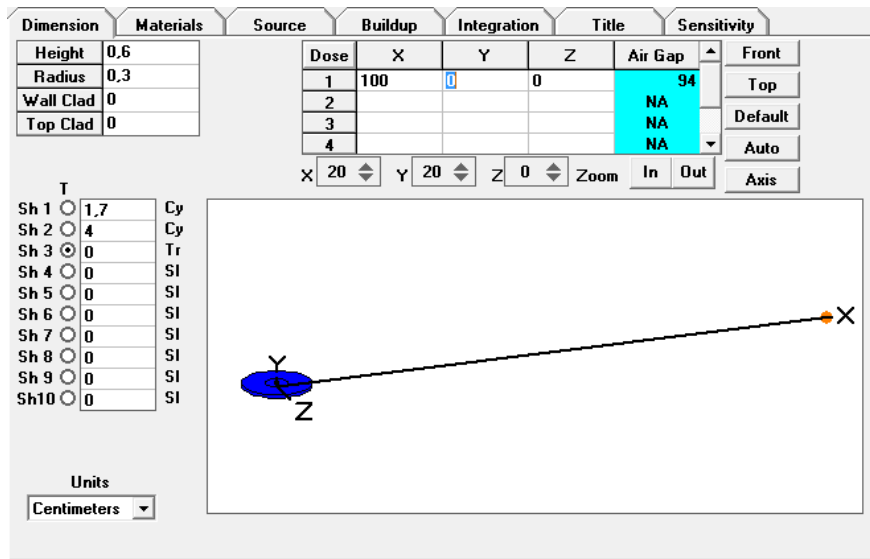 Dimension Materials Source Buildup Integration Title Sensitivity
Height 0,6
Radius 0,3
Wall Clad 0
Top Clad 0
Dose X Y Z Air Gap
1 100 0 0 94
2 NA
3 NA
4 NA
Front
Top
Default
Auto
Axis
X 20 Y 20 Z 0 Zoom In Out
T
Sh 1 1,7 Cy
Sh 2 4 Cy
Sh 3 0 Tr
Sh 4 0 Sl
Sh 5 0 Sl
Sh 6 0 Sl
Sh 7 0 Sl
Sh 8 0 Sl
Sh 9 0 Sl
Sh10 0 Sl
Y
Z
X
Units
Centimeters